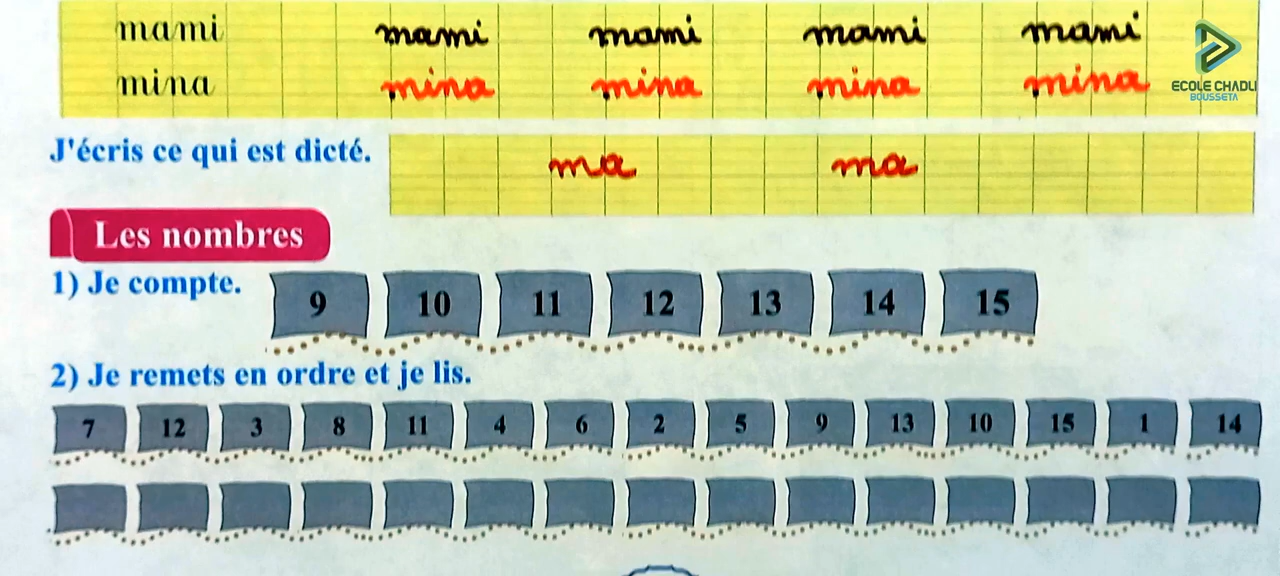 mami mami mami mami mami
mina mina mina mina mina
ECOLE CHADLI
BOUSSETA
J'écris ce qui est dicté.
ma ma
Les nombres
1) Je compte.
9 10 11 12 13 14 15
2) Je remets en ordre et je lis.
7 12 3 8 11 4 6 2 5 9 13 10 15 1 14